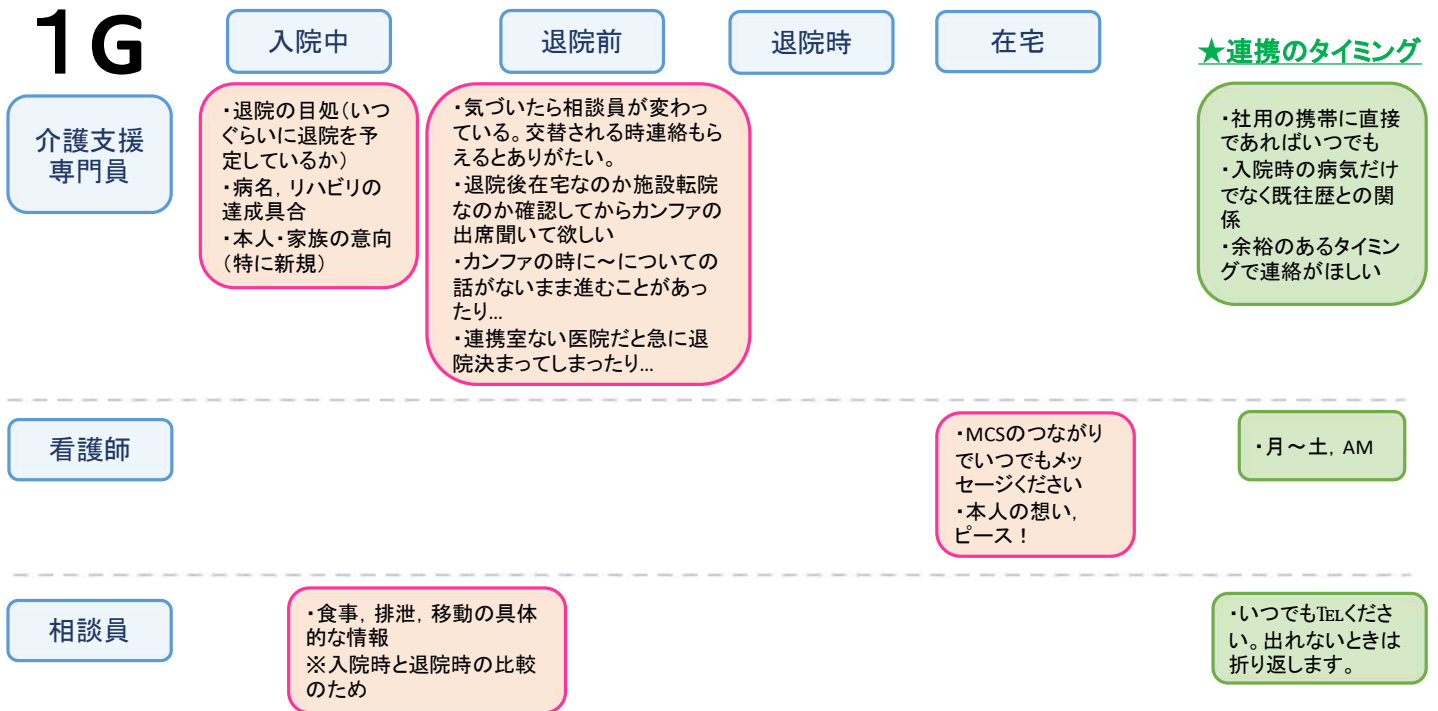 1G
入院中
退院前
退院時
在宅
★連携のタイミング
介護支援
専門員
・退院の目処(いつ
ぐらいに退院を予
定しているか)
・病名，リハビリの
達成具合
・本人・家族の意向
(特に新規)
・気づいたら相談員が変わっ
ている。交替される時連絡もら
えるとありがたい。
・退院後在宅なのか施設転院
なのか確認してからカンファの
出席聞いて欲しい
・カンファの時に～についての
話がないまま進むことがあっ
たり…
・連携室ない医院だと急に退
院決まってしまったり…
・社用の携帯に直接
であればいつでも
・入院時の病気だけ
でなく既往歴との関
係
・余裕のあるタイミン
グで連絡がほしい
看護師
・MCSのつながり
でいつでもメッ
セージください
・本人の想い，
ピース！
・月～土，AM
相談員
・食事，排泄，移動の具体
的な情報
※入院時と退院時の比較
のため
・いつでもTELくださ
い。出れないときは
折り返します。